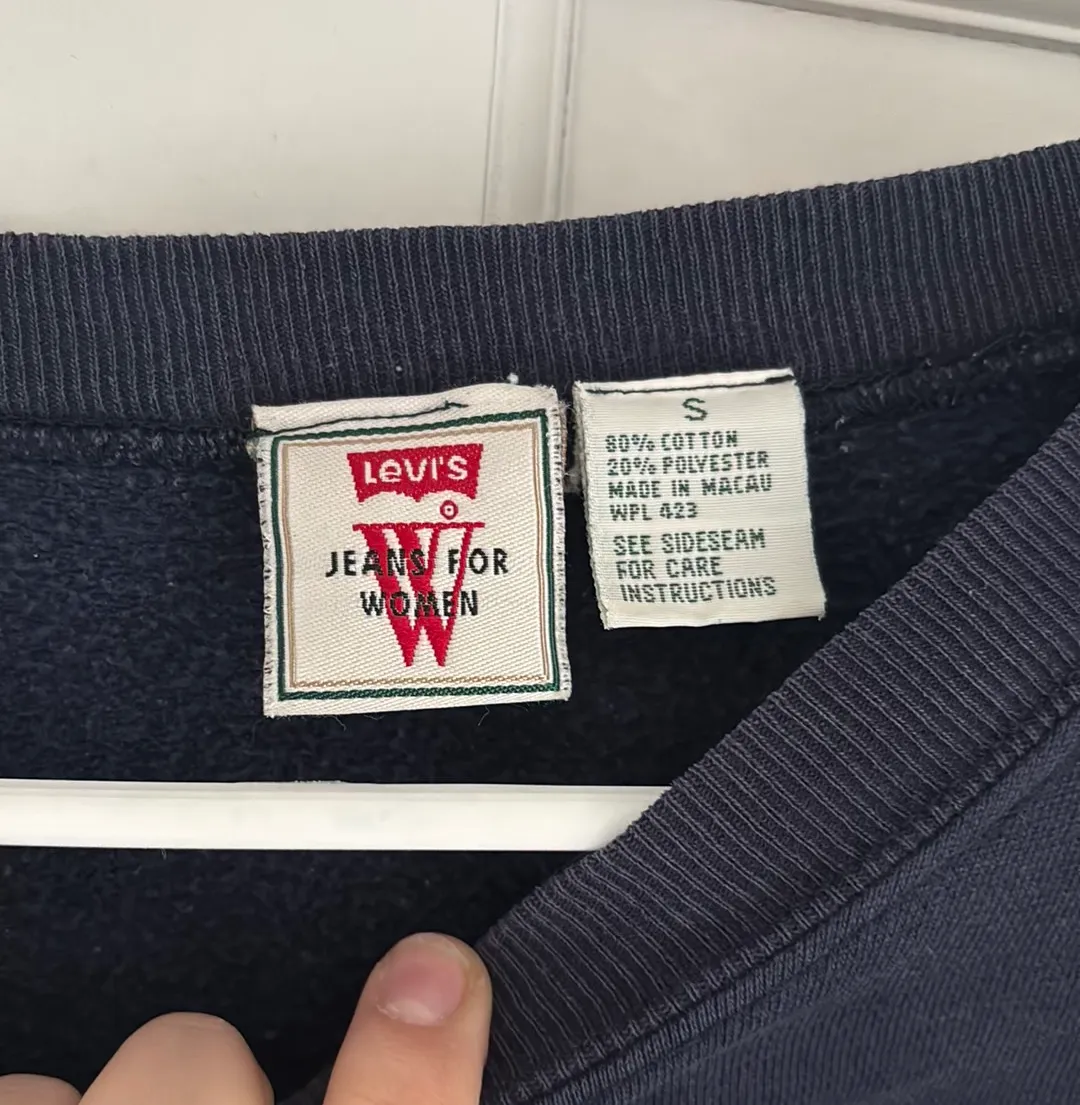 LEVI'S
W
JEANS FOR
WOMEN
S
80% COTTON
20% POLYESTER
MADE IN MACAU
WPL 423
SEE SIDESEAM
FOR CARE
INSTRUCTIONS